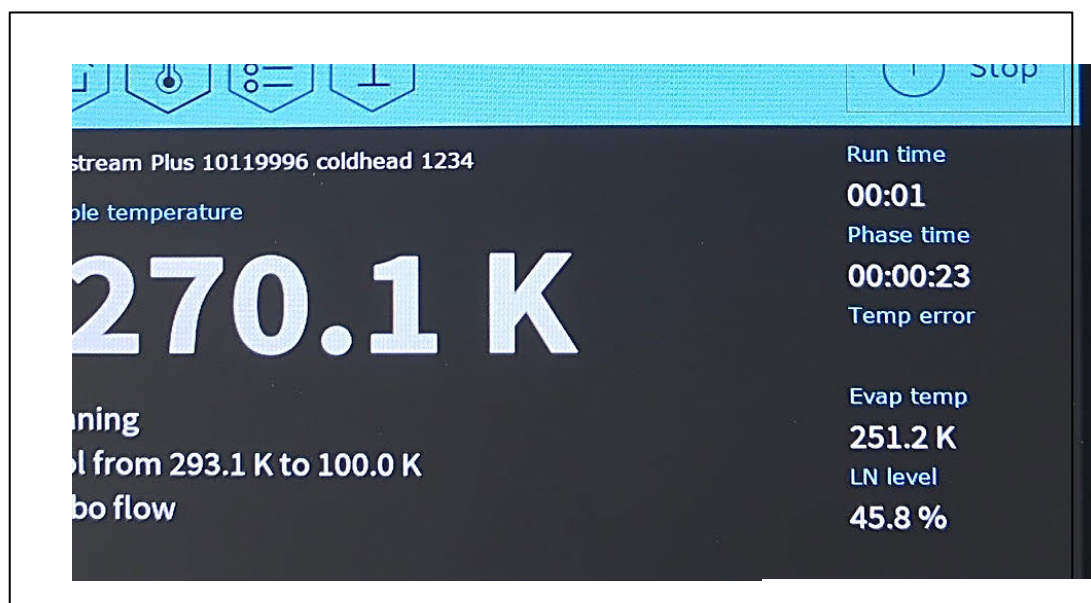 Stop
stream Plus 10119996 coldhead 1234
ple temperature
270.1 K
nning
ol from 293.1 K to 100.0 K
bo flow
Run time
00:01
Phase time
00:00:23
Temp error
Evap temp
251.2 K
LN level
45.8 %